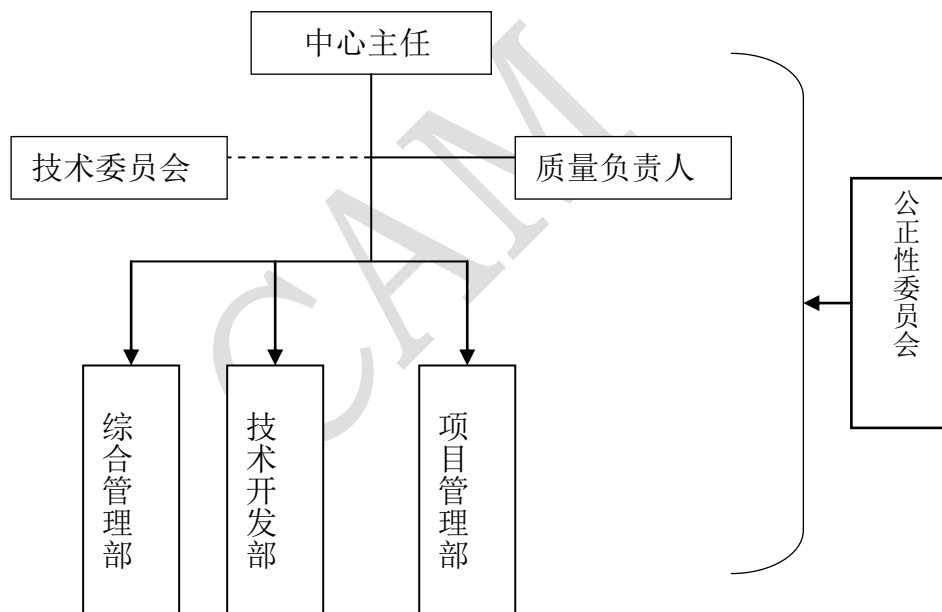 中心主任
技术委员会
质量负责人
公正性委员会
综合管理部
技术开发部
项目管理部
CAM